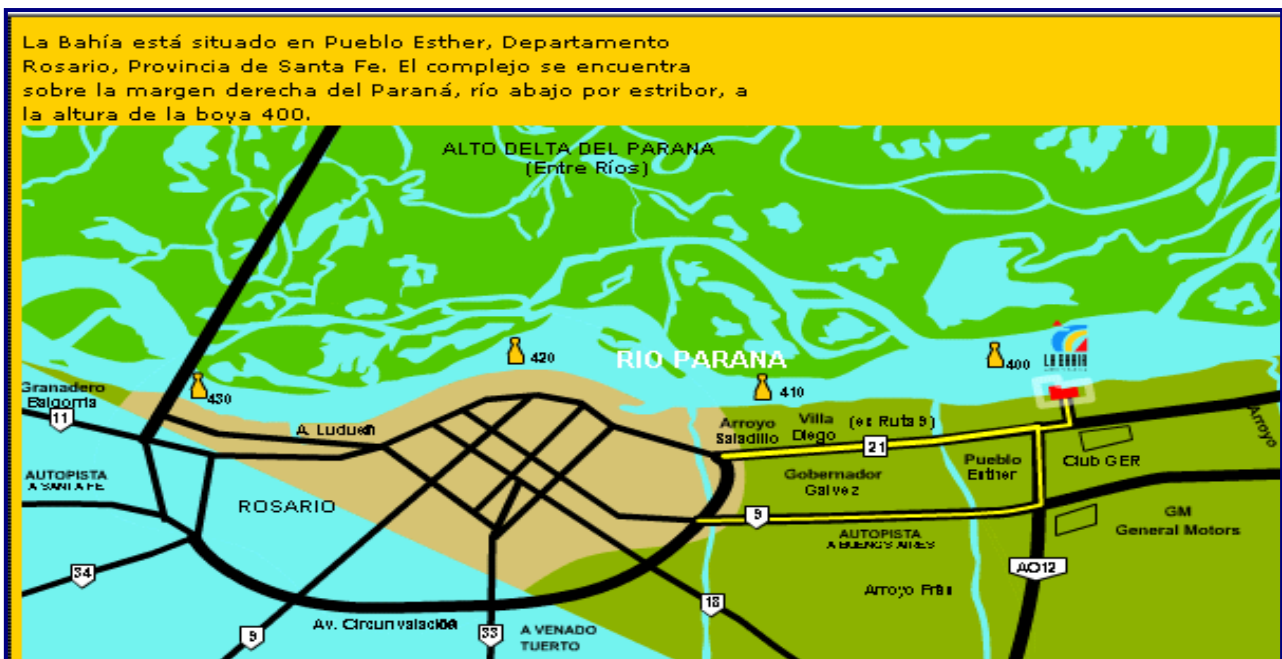 La Bahía está situado en Pueblo Esther, Departamento
Rosario, Provincia de Santa Fe. El complejo se encuentra
sobre la margen derecha del Paraná, río abajo por estribor, a
la altura de la boya 400.
ALTO DELTA DEL PARANA
(Entre Ríos)
RIO PARANA
420
400
LA BAHIA
430
410
Granadero
11
A.
Arroyo
Saladillo
Villa
Diego
(ex Ruta 9)
21
Pueblo
Esther
Club GER
Arroyo
AUTOPISTA
A SANTA FE
Gobernador
Galvez
ROSARIO
9
AUTOPISTA
A BUENOS AIRES
GM
General Motors
34
AO12
Arroyo
18
9
Av.
33
A VENADO
TUERTO